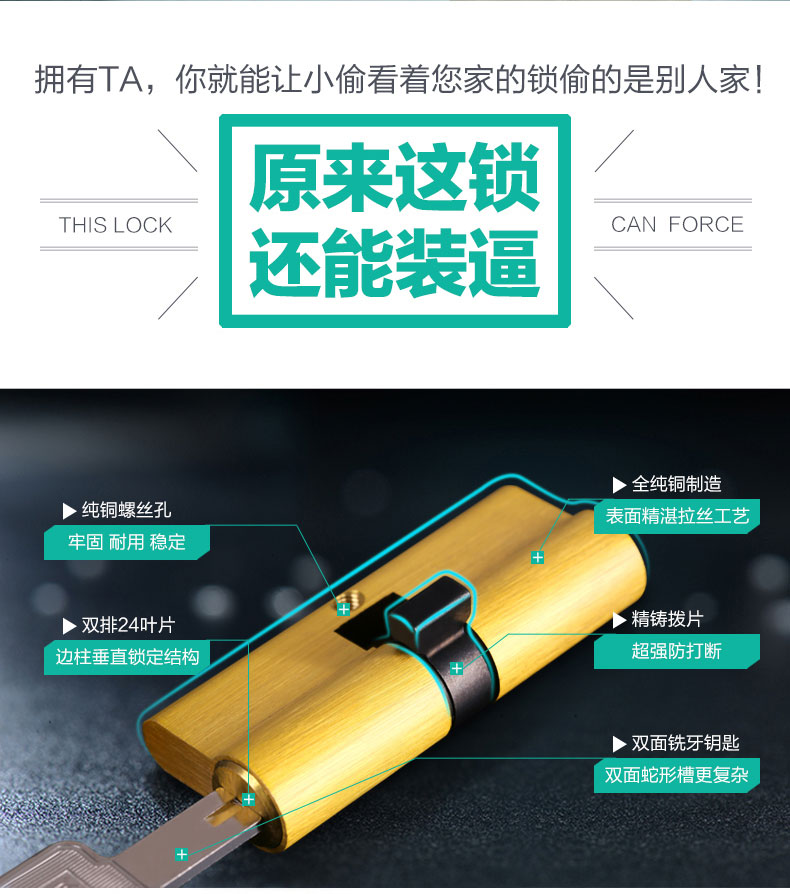 拥有TA，你就能让小偷看着您家的锁偷的是别人家！
原来这锁
还能装逼
THIS LOCK
CAN FORCE
纯铜螺丝孔
牢固 耐用 稳定
双排24叶片
边柱垂直锁定结构
全纯铜制造
表面精湛拉丝工艺
精铸拨片
超强防打断
双面铣牙钥匙
双面蛇形槽更复杂